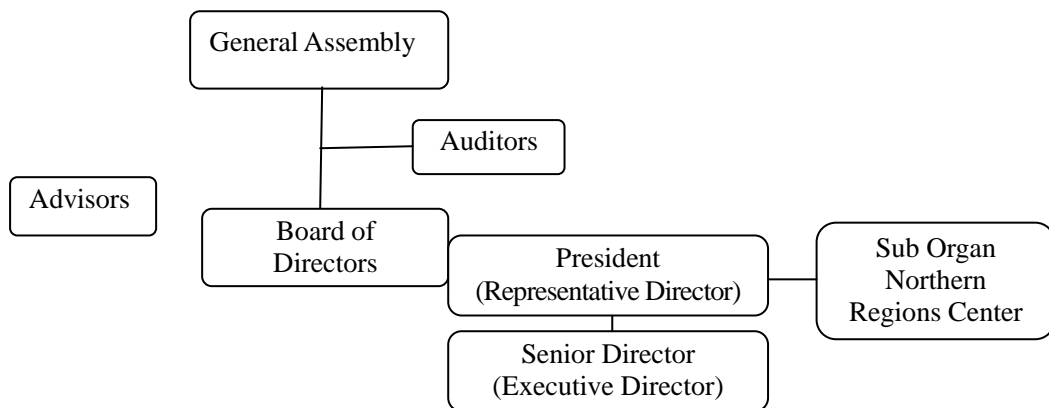 General Assembly
Auditors
Advisors
Board of
Directors
President
(Representative Director)
Sub Organ
Northern
Regions Center
Senior Director
(Executive Director)